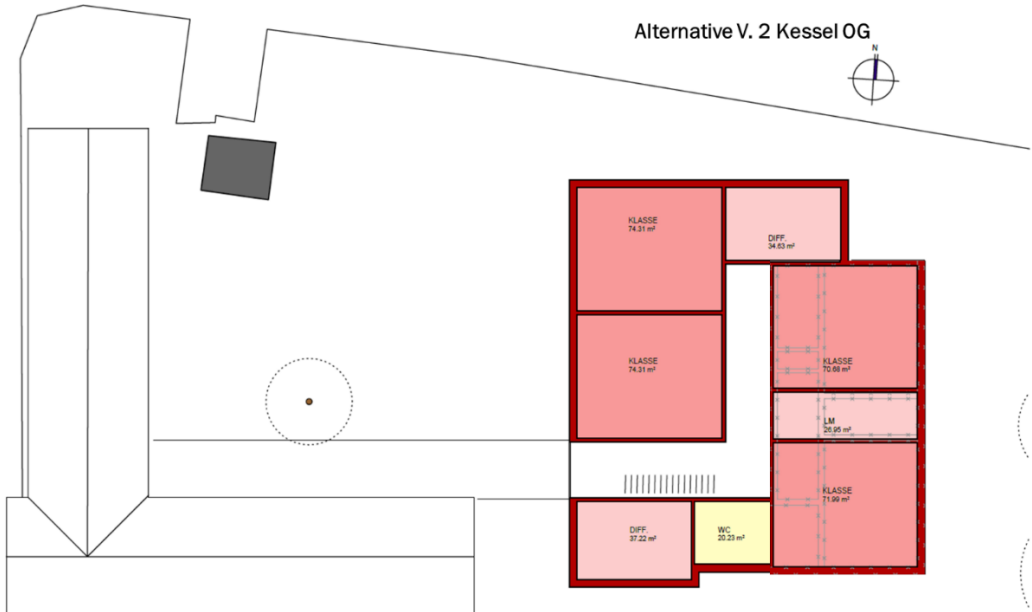 Alternative V. 2 Kessel OG
N
KLASSE
74.31 m²
DIFF.
34.63 m²
KLASSE
74.31 m²
KLASSE
70.68 m²
LM
26.95 m²
KLASSE
71.99 m²
DIFF.
37.22 m²
WC
20.23 m²